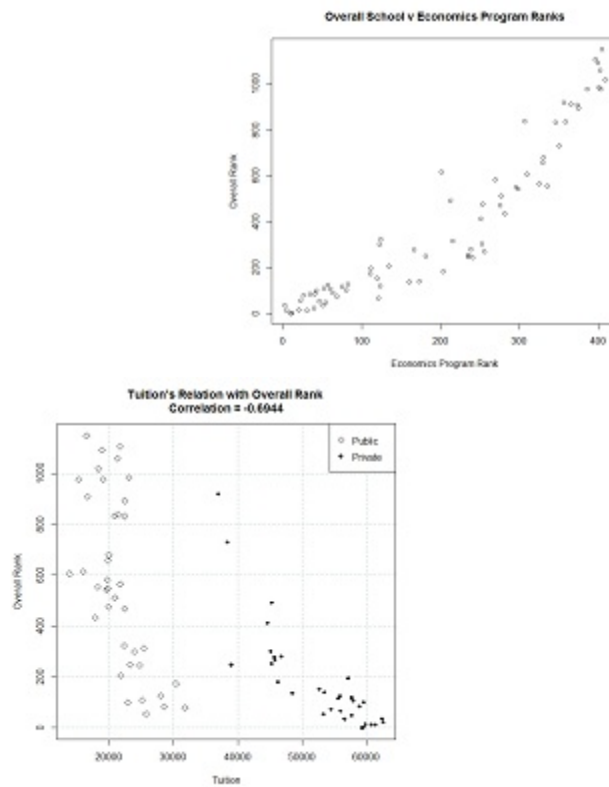 Overall School v Economics Program Ranks
Overall Rank
1000
800
600
400
200
0
0 100 200 300 400
Economics Program Rank
Tuition's Relation with Overall Rank
Correlation = -0.6944
Public
Private
Overall Rank
1000
800
600
400
200
0
20000 30000 40000 50000 60000
Tuition